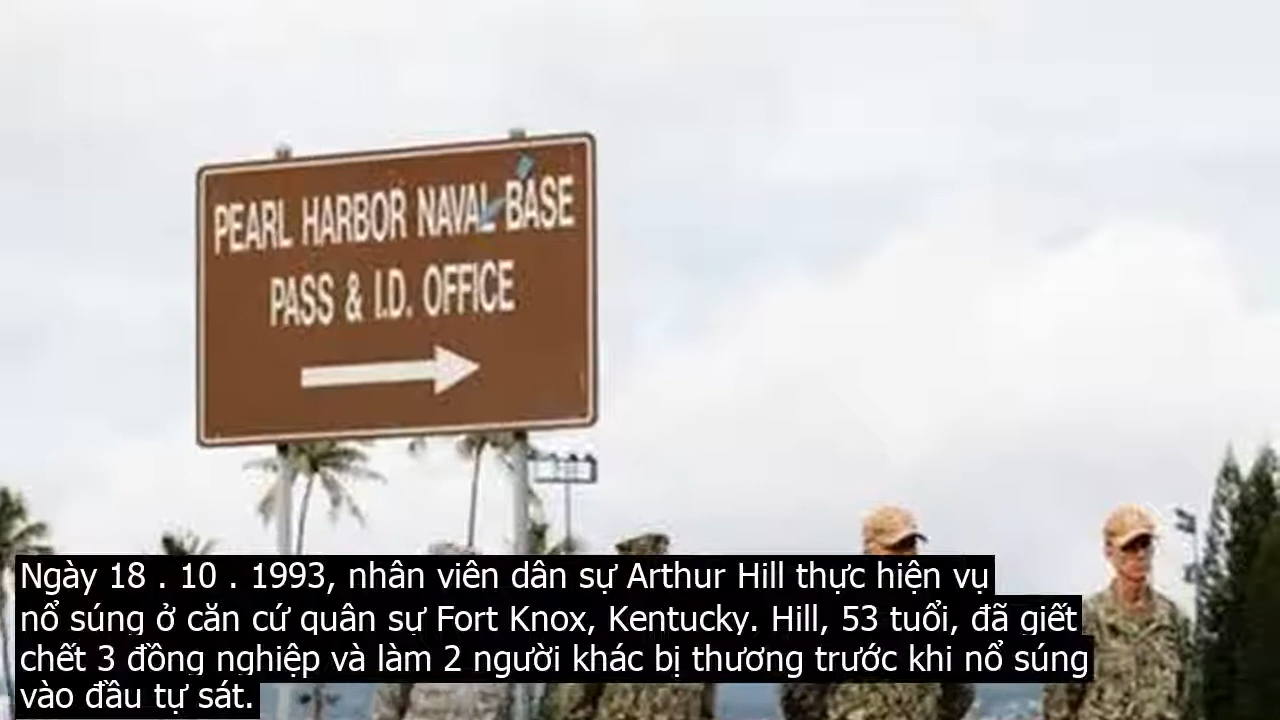 PEARL HARBOR NAVAL BASE
PASS & I.D. OFFICE
Ngày 18 . 10 . 1993, nhân viên dân sự Arthur Hill thực hiện vụ
nổ súng ở căn cứ quân sự Fort Knox, Kentucky. Hill, 53 tuổi, đã giết
chết 3 đồng nghiệp và làm 2 người khác bị thương trước khi nổ súng
vào đầu tự sát.